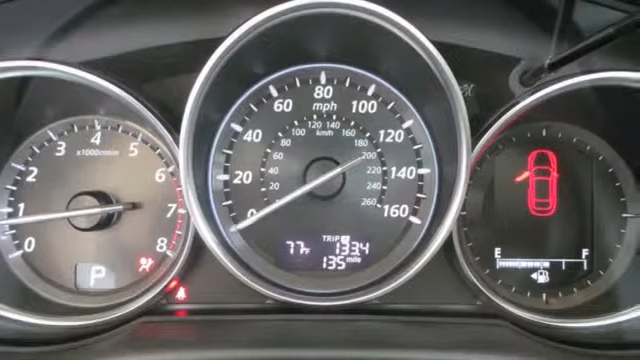 0 1 2 3 4 5 6 7 8
x1000r/min
P
0 20 40 60 80 100 120 140 160
mph
20 40 60 80 100 120 140 160 180 200 220 240 260
km/h
TRIP
77°F 133.4
135 mile
E F